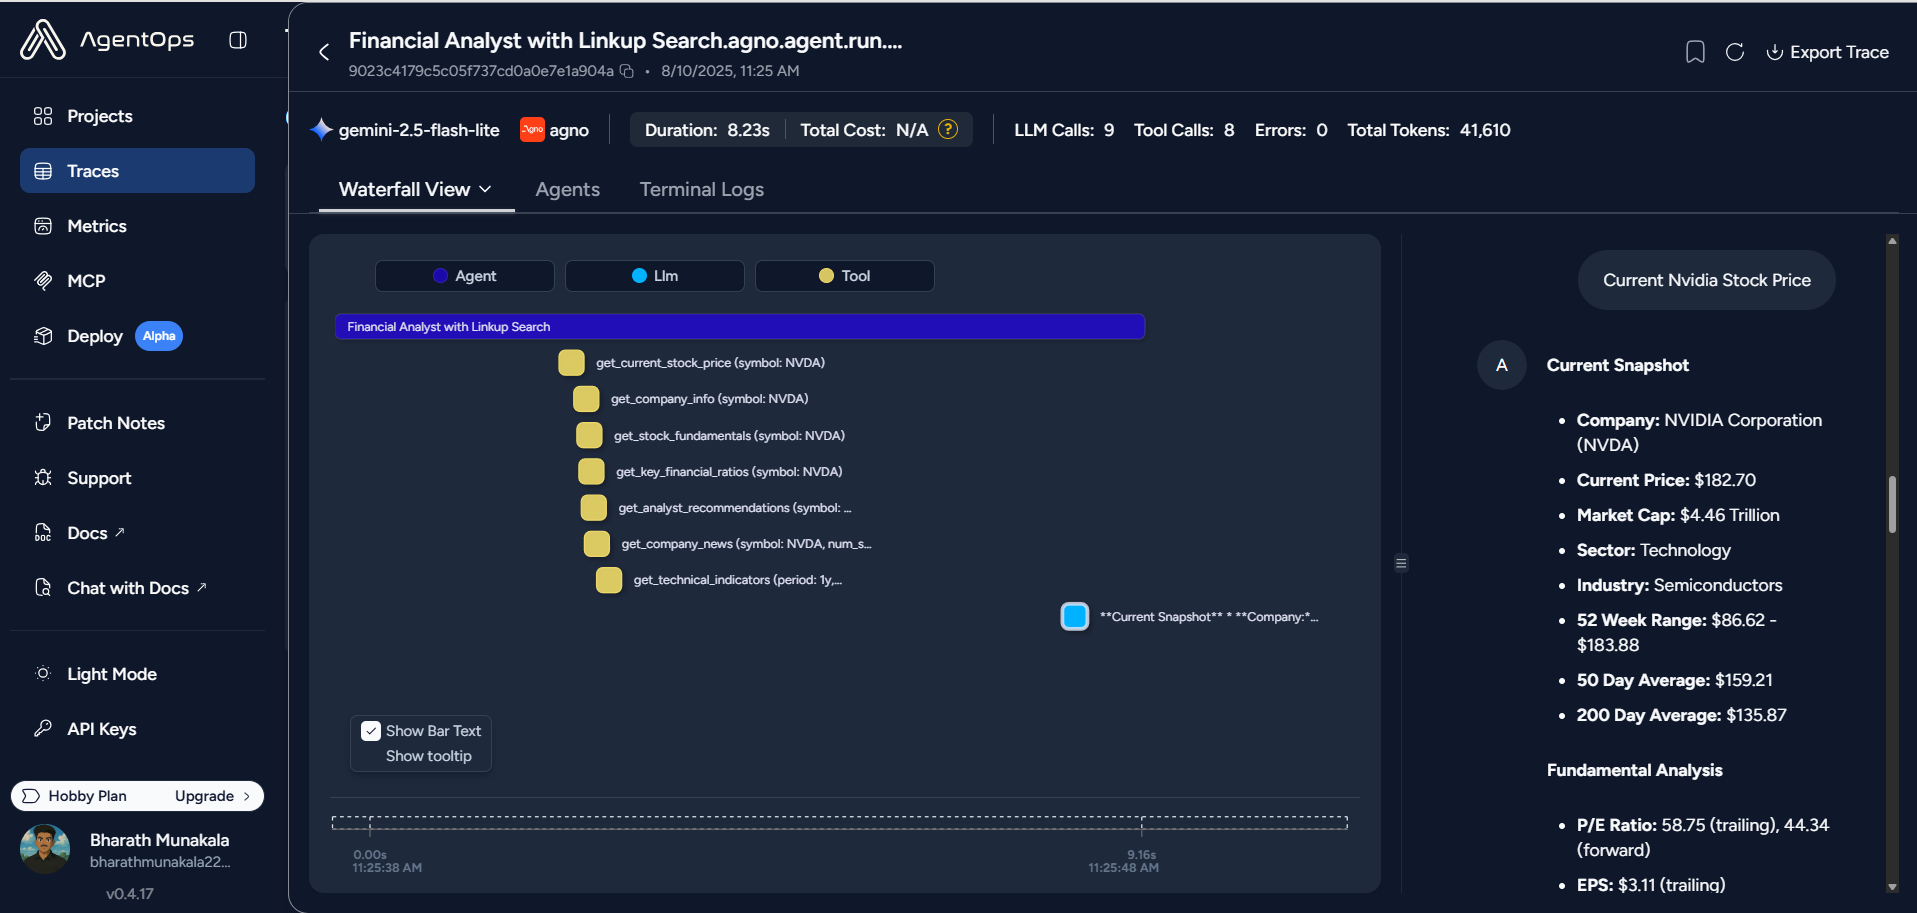 AgentOps
Projects
Traces
Metrics
MCP
Deploy Alpha
Patch Notes
Support
Docs
Chat with Docs
Light Mode
API Keys
Hobby Plan Upgrade
Bharath Munakala
bharathmunakala22...
v0.4.17
Financial Analyst with Linkup Search.agno.agent.run....
9023c4179c5c05f737cd0a0e7e1a904a • 8/10/2025, 11:25 AM
Export Trace
gemini-2.5-flash-lite Agno agno Duration: 8.23s Total Cost: N/A ? LLM Calls: 9 Tool Calls: 8 Errors: 0 Total Tokens: 41,610
Waterfall View Agents Terminal Logs
Agent Llm Tool
Financial Analyst with Linkup Search
get_current_stock_price (symbol: NVDA)
get_company_info (symbol: NVDA)
get_stock_fundamentals (symbol: NVDA)
get_key_financial_ratios (symbol: NVDA)
get_analyst_recommendations (symbol: ...
get_company_news (symbol: NVDA, num_s...
get_technical_indicators (period: 1y,...
**Current Snapshot** * **Company:*...
Show Bar Text
Show tooltip
0.00s 9.16s
11:25:38 AM 11:25:48 AM
Current Nvidia Stock Price
A
Current Snapshot
• Company: NVIDIA Corporation
(NVDA)
• Current Price: $182.70
• Market Cap: $4.46 Trillion
• Sector: Technology
• Industry: Semiconductors
• 52 Week Range: $86.62 -
$183.88
• 50 Day Average: $159.21
• 200 Day Average: $135.87
Fundamental Analysis
• P/E Ratio: 58.75 (trailing), 44.34
(forward)
• EPS: $3.11 (trailing)